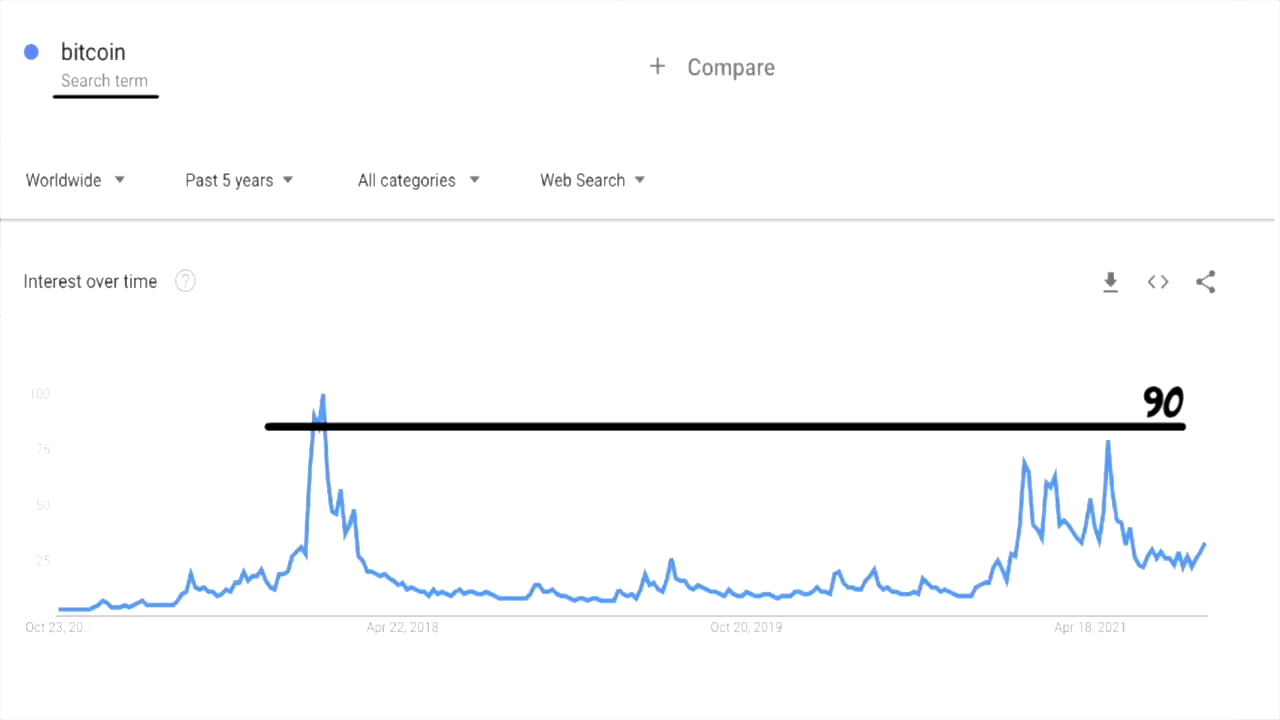 bitcoin
Search term
+ Compare
Worldwide Past 5 years All categories Web Search
Interest over time ?
100
90
75
50
25
Oct 23, 20... Apr 22, 2018 Oct 20, 2019 Apr 18, 2021